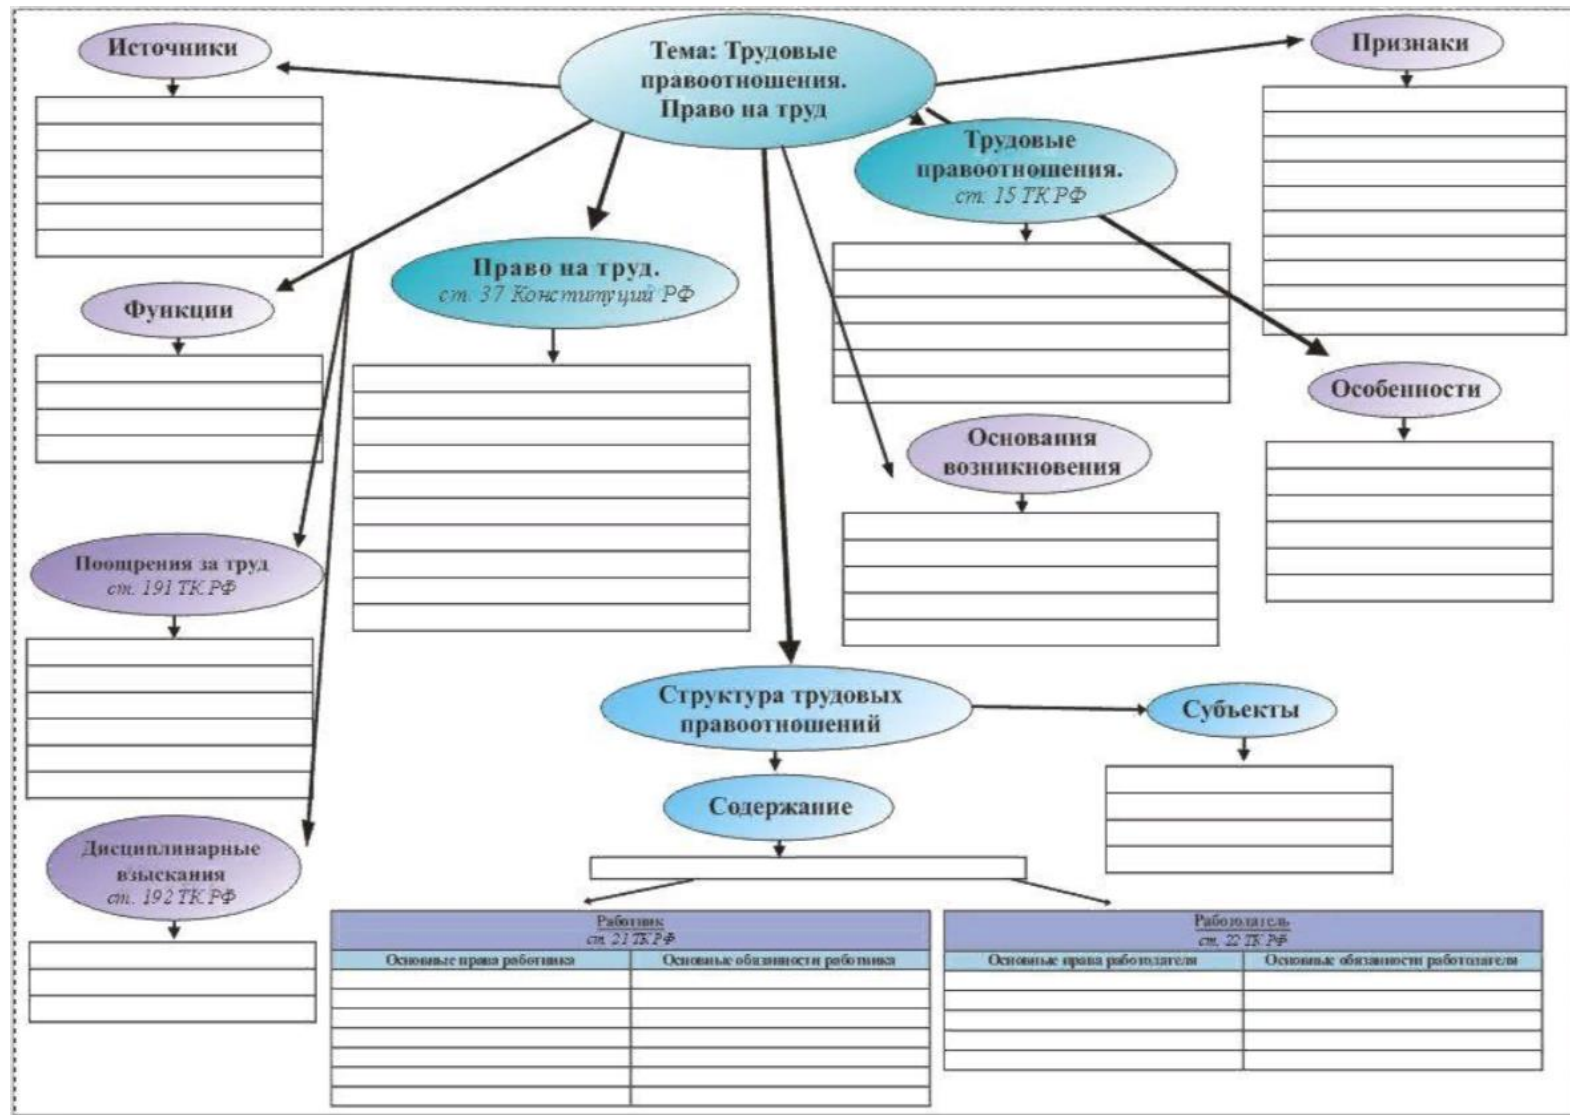 Тема: Трудовые
правоотношения.
Право на труд
Источники
Признаки
Трудовые
правоотношения.
ст. 15 ТК РФ
Право на труд.
ст. 37 Конституций РФ
Функции
Особенности
Основания
возникновения
Поощрения за труд
ст. 191 ТК РФ
Структура трудовых
правоотношений
Субъекты
Содержание
Дисциплинарные
взыскания
ст. 192 ТК РФ
Работник
ст. 21 ТК РФ
Основные права работника
Основные обязанности работника
Работодатель
ст. 22 ТК РФ
Основные права работодателя
Основные обязанности работодателя